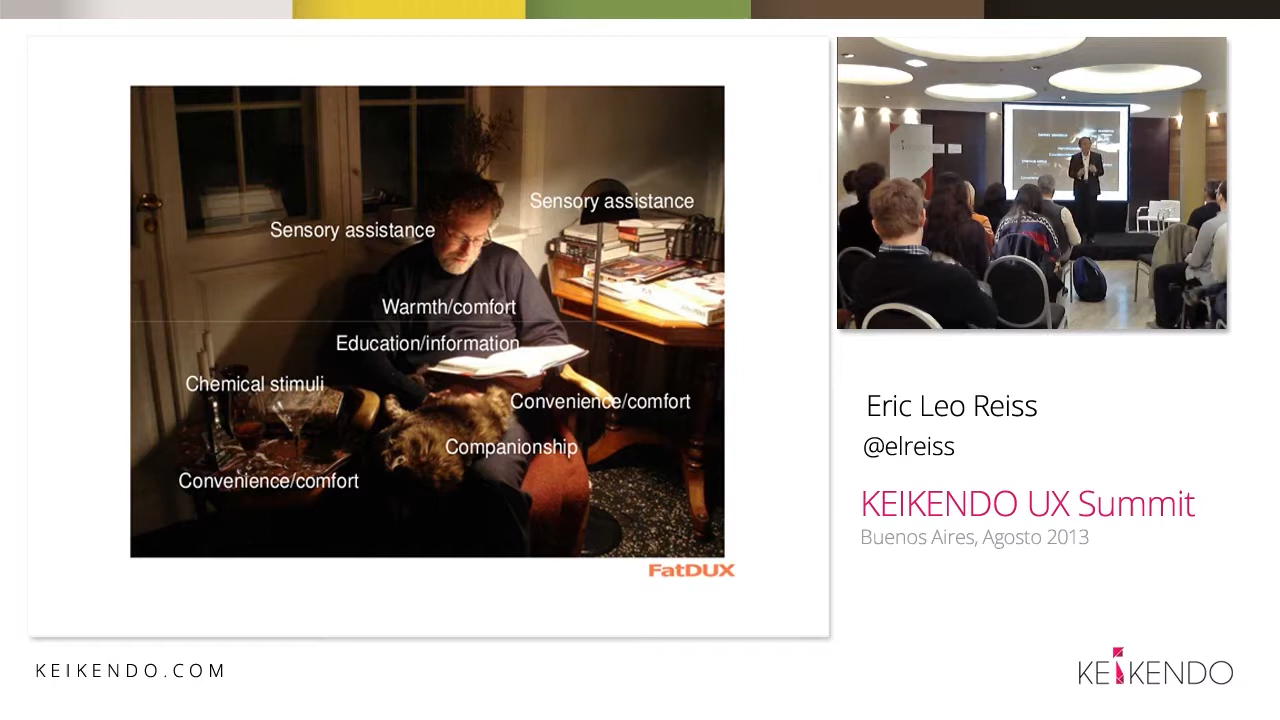 Sensory assistance
Sensory assistance
Warmth/comfort
Education/information
Chemical stimuli
Convenience/comfort
Companionship
Convenience/comfort
FatDUX
Eric Leo Reiss
@elreiss
KEIKENDO UX Summit
Buenos Aires, Agosto 2013
KEIKENDO.COM
KEIKENDO